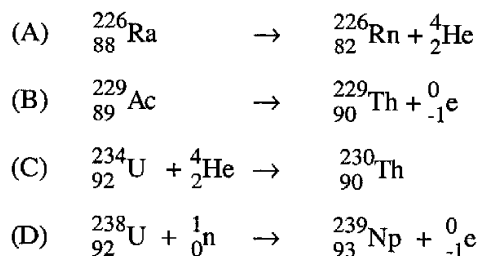 (A) ²²⁶₈₈Ra → ²²⁶₈₂Rn + ⁴₂He
(B) ²²⁹₈₉Ac → ²²⁹₉₀Th + ⁰₋₁e
(C) ²³⁴₉₂U + ⁴₂He → ²³⁰₉₀Th
(D) ²³⁸₉₂U + ¹₀n → ²³⁹₉₃Np + ⁰₋₁e